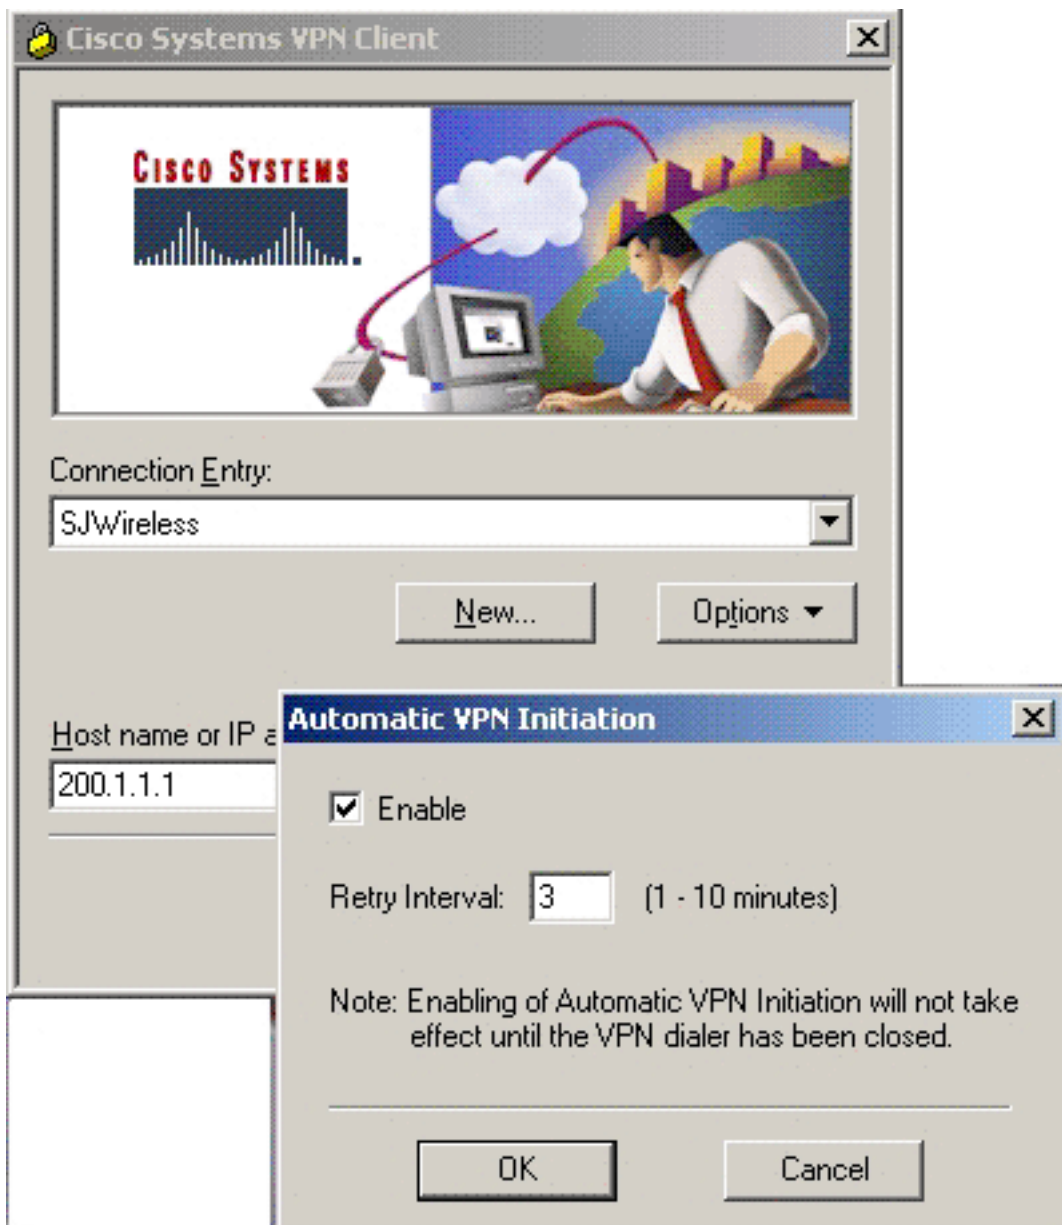 Cisco Systems VPN Client
CISCO SYSTEMS
Connection Entry:
SJWireless
New...
Options
Host name or IP a
200.1.1.1
Automatic VPN Initiation
Enable
Retry Interval: 3 (1 - 10 minutes)
Note: Enabling of Automatic VPN Initiation will not take
effect until the VPN dialer has been closed.
OK
Cancel